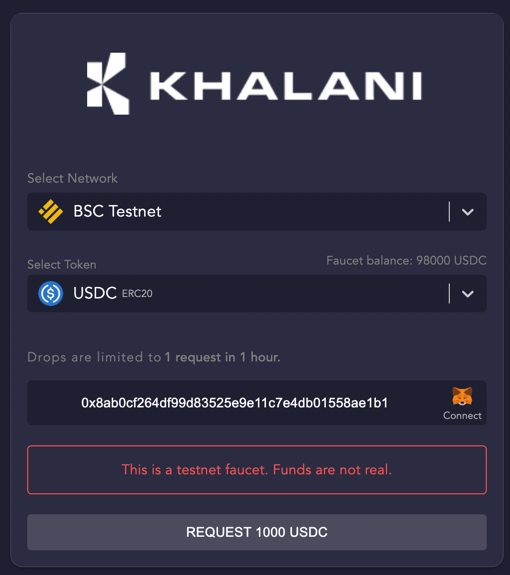 KHALANI
Select Network
BSC Testnet
Select Token
Faucet balance: 98000 USDC
USDC ERC20
Drops are limited to 1 request in 1 hour.
0x8ab0cf264df99d83525e9e11c7e4db01558ae1b1
Connect
This is a testnet faucet. Funds are not real.
REQUEST 1000 USDC